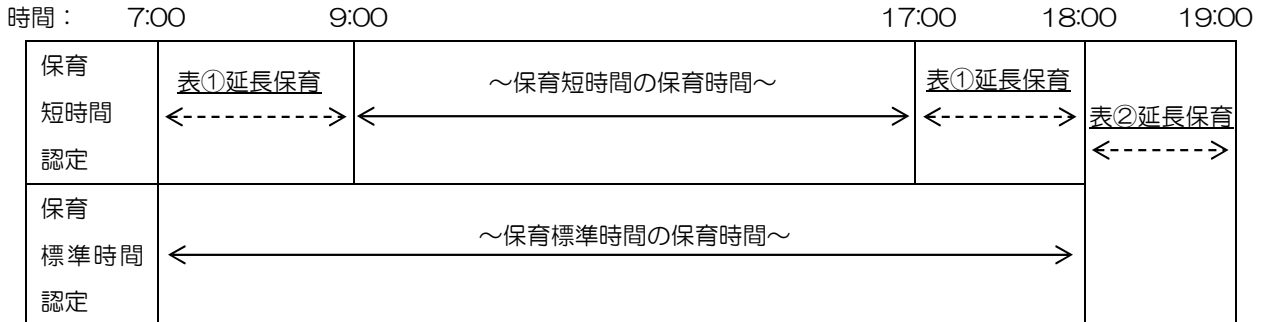 時間： 7:00 9:00 17:00 18:00 19:00
保育
短時間
認定
表①延長保育
～保育短時間の保育時間～
表①延長保育
表②延長保育
保育
標準時間
認定
～保育標準時間の保育時間～